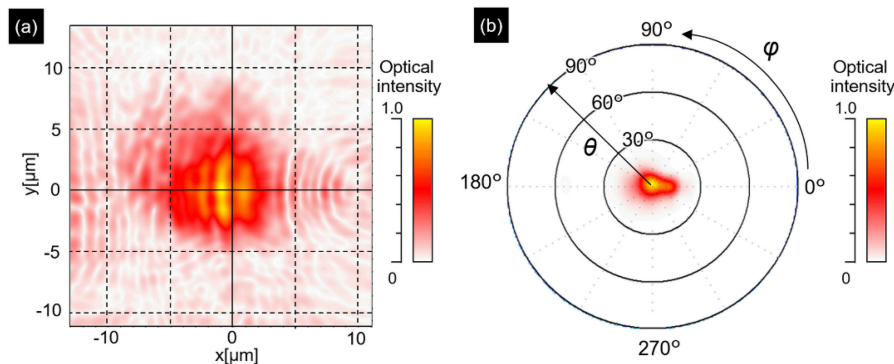 (a)
Optical
intensity
1.0
0
y[μm]
10
5
0
-5
-10
-10
0
10
x[μm]
(b)
90°
φ
90°
60°
30°
θ
180°
0°
270°
Optical
intensity
1.0
0